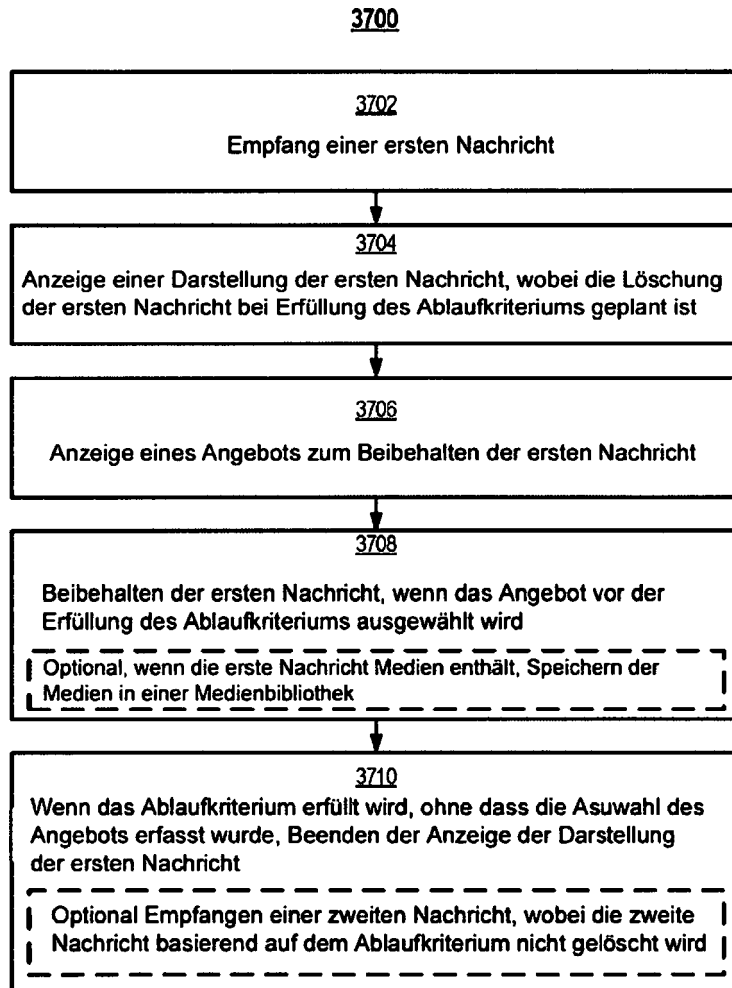 3700
3702
Empfang einer ersten Nachricht
3704
Anzeige einer Darstellung der ersten Nachricht, wobei die Löschung
der ersten Nachricht bei Erfüllung des Ablaufkriteriums geplant ist
3706
Anzeige eines Angebots zum Beibehalten der ersten Nachricht
3708
Beibehalten der ersten Nachricht, wenn das Angebot vor der
Erfüllung des Ablaufkriteriums ausgewählt wird
Optional, wenn die erste Nachricht Medien enthält, Speichern der
Medien in einer Medienbibliothek
3710
Wenn das Ablaufkriterium erfüllt wird, ohne dass die Asuwahl des
Angebots erfasst wurde, Beenden der Anzeige der Darstellung
der ersten Nachricht
Optional Empfangen einer zweiten Nachricht, wobei die zweite
Nachricht basierend auf dem Ablaufkriterium nicht gelöscht wird